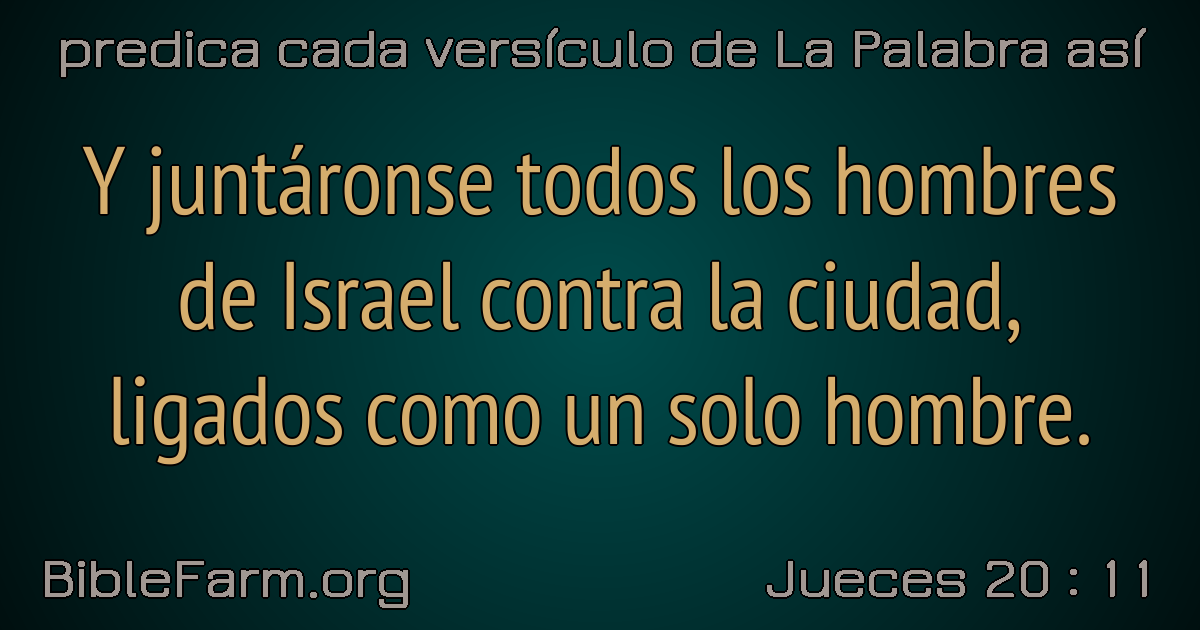 predica cada versículo de La Palabra así
Y juntáronse todos los hombres
de Israel contra la ciudad,
ligados como un solo hombre.
BibleFarm.org
Jueces 20 : 11